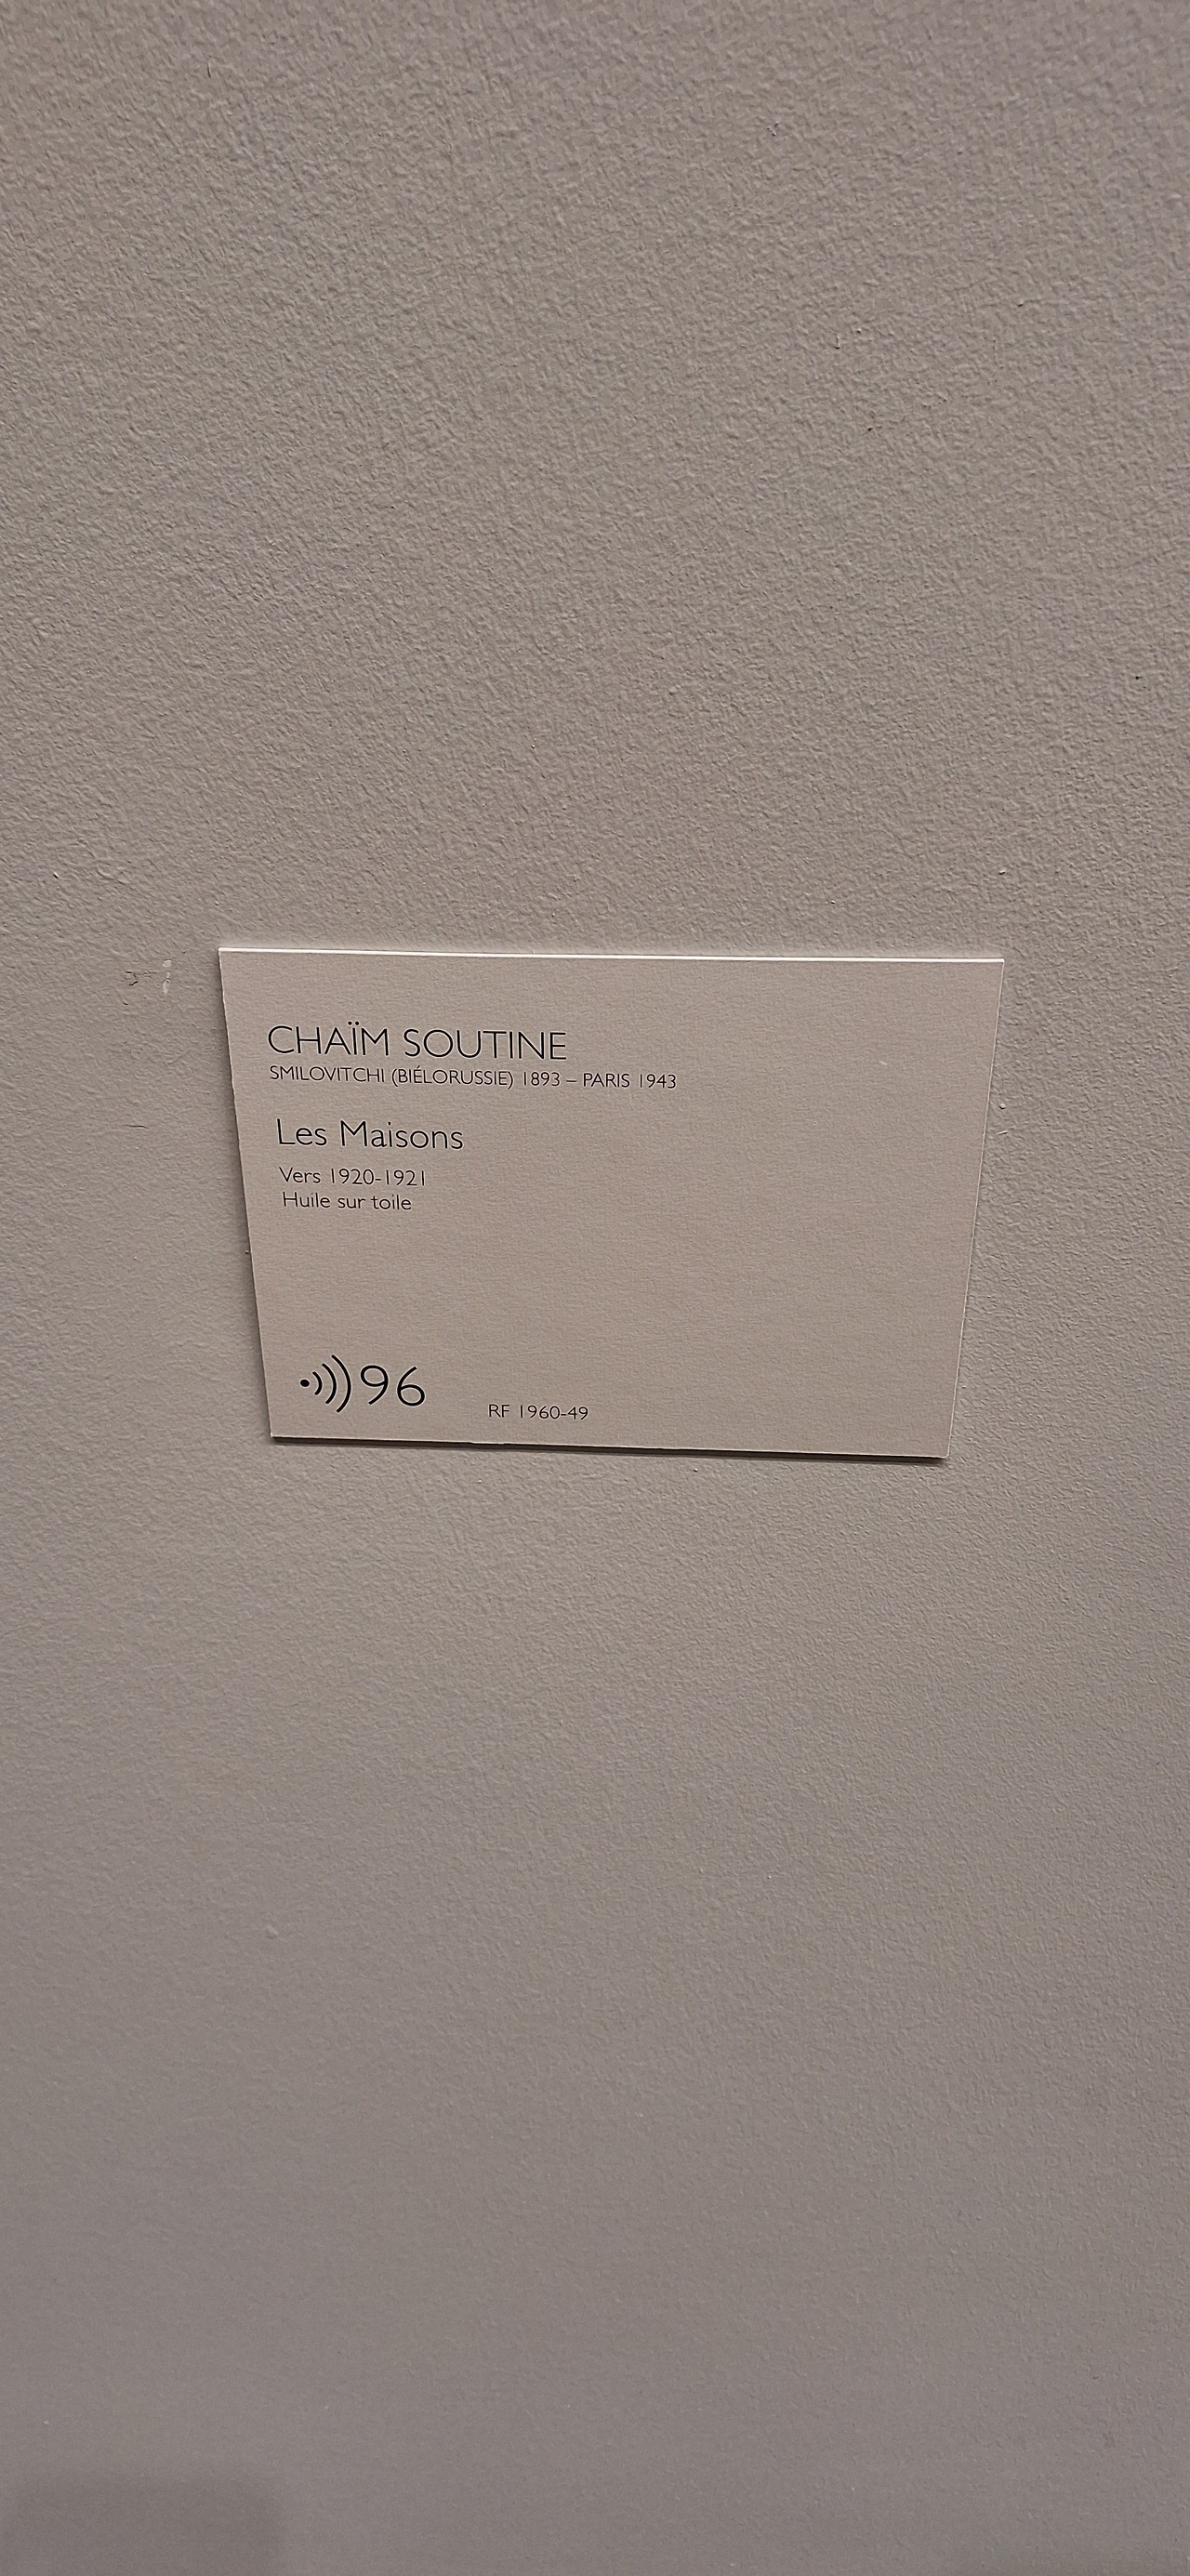 CHAÏM SOUTINE
SMILOVITCHI (BIÉLORUSSIE) 1893 – PARIS 1943
Les Maisons
Vers 1920-1921
Huile sur toile
96
RF 1960-49